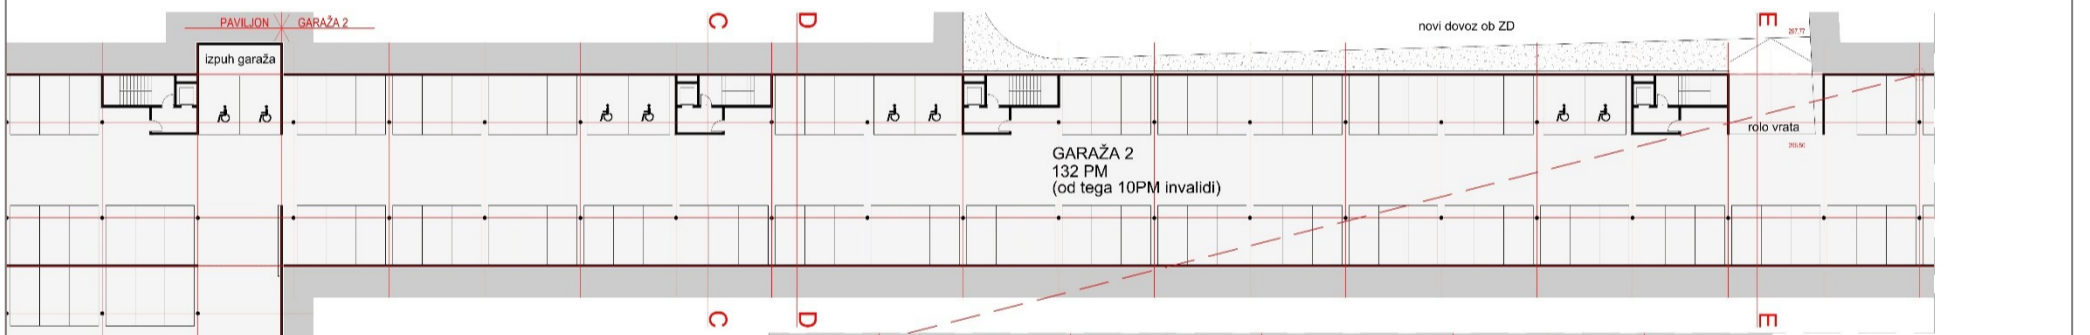 PAVILJON GARAŽA 2
C
D
E
novi dovoz ob ZD
izpuh garaža
rolo vrata
GARAŽA 2
132 PM
(od tega 10PM invalidi)
C
D
E